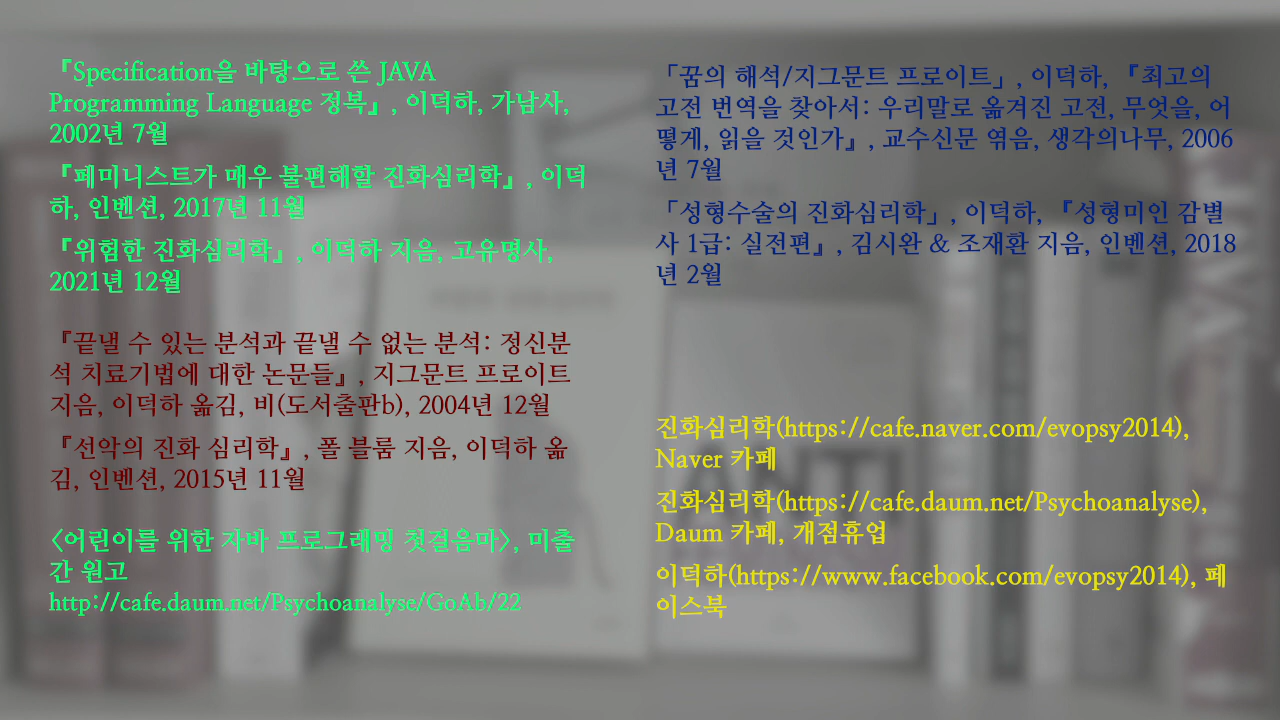 『Specification을 바탕으로 쓴 JAVA
Programming Language 정복』, 이덕하, 가남사,
2002년 7월
『페미니스트가 매우 불편해할 진화심리학』, 이덕
하, 인벤션, 2017년 11월
『위험한 진화심리학』, 이덕하 지음, 고유명사,
2021년 12월
『끝낼 수 있는 분석과 끝낼 수 없는 분석: 정신분
석 치료기법에 대한 논문들』, 지그문트 프로이트
지음, 이덕하 옮김, 비(도서출판b), 2004년 12월
『선악의 진화 심리학』, 폴 블룸 지음, 이덕하 옮
김, 인벤션, 2015년 11월
<어린이를 위한 자바 프로그래밍 첫걸음마>, 미출
간 원고
http://cafe.daum.net/Psychoanalyse/GoAb/22
「꿈의 해석/지그문트 프로이트」, 이덕하, 『최고의
고전 번역을 찾아서: 우리말로 옮겨진 고전, 무엇을, 어
떻게, 읽을 것인가』, 교수신문 엮음, 생각의나무, 2006
년 7월
「성형수술의 진화심리학」, 이덕하, 『성형미인 감별
사 1급: 실전편』, 김시완 & 조재환 지음, 인벤션, 2018
년 2월
진화심리학(https://cafe.naver.com/evopsy2014),
Naver 카페
진화심리학(https://cafe.daum.net/Psychoanalyse),
Daum 카페, 개점휴업
이덕하(https://www.facebook.com/evopsy2014), 페
이스북